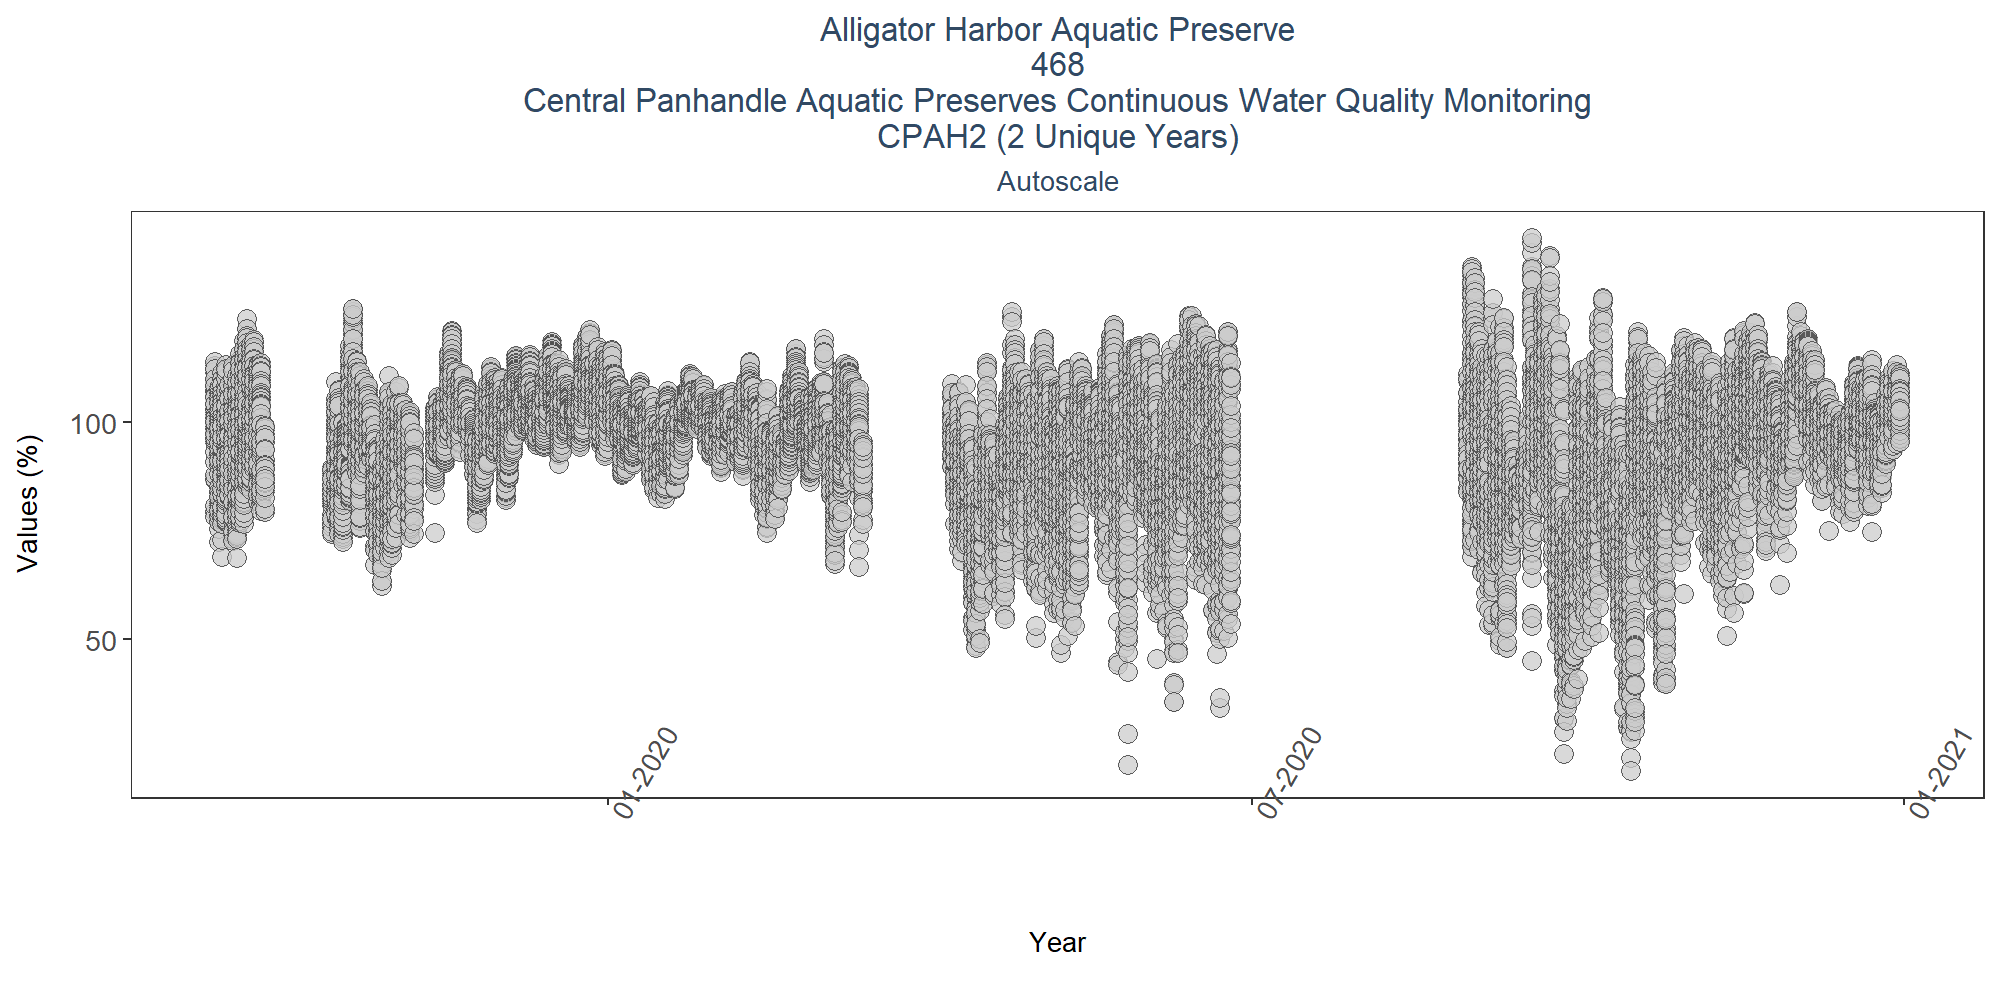 Alligator Harbor Aquatic Preserve
468
Central Panhandle Aquatic Preserves Continuous Water Quality Monitoring
CPAH2 (2 Unique Years)
Autoscale
Values (%)
100
50
01-2020
07-2020
01-2021
Year